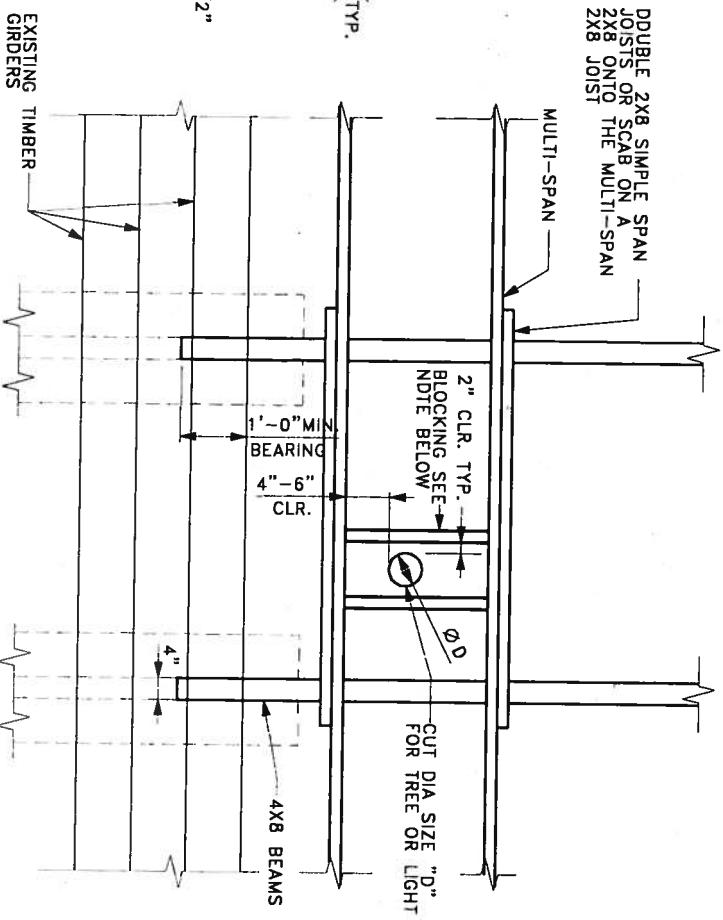 DDUBLE 2X8 SIMPLE SPAN
JOISTS OR SCAB ON A
2X8 ONTO THE MULTI-SPAN
2X8 JOIST
MULTI-SPAN
TYP.
2"
EXISTING TIMBER
GIRDERS
2" CLR. TYP.
BLOCKING SEE
NDTE BELOW
1'-0"MIN.
BEARING
4"-6"
CLR.
Ø D
CUT DIA SIZE "D"
FOR TREE OR LIGHT
4"
4X8 BEAMS